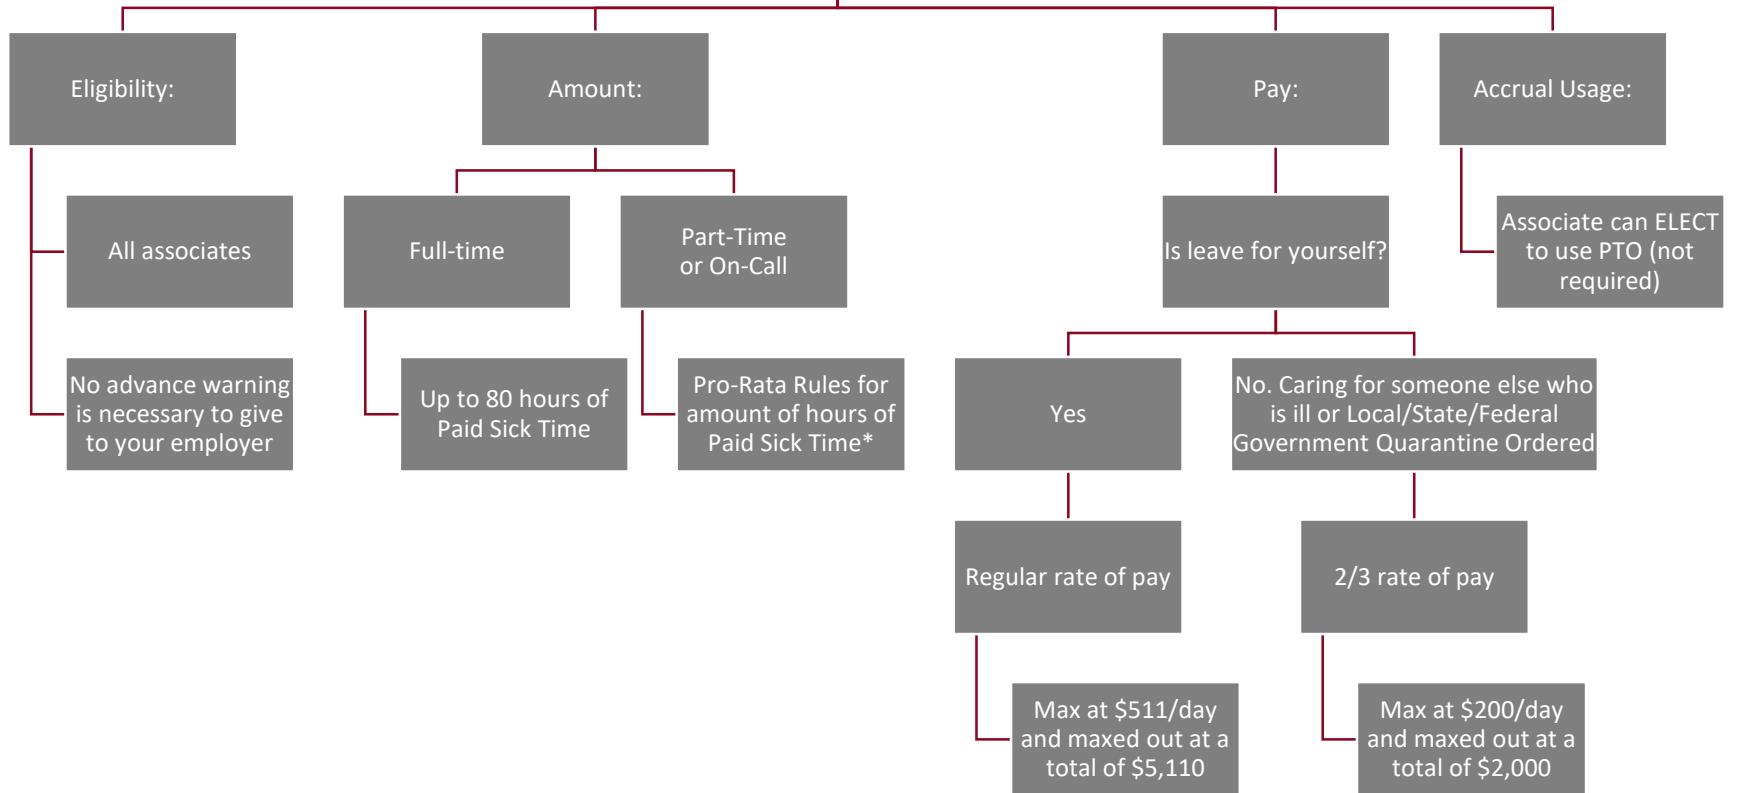 Eligibility:
Amount:
Pay:
Accrual Usage:
All associates
Full-time
Part-Time
or On-Call
Is leave for yourself?
Associate can ELECT
to use PTO (not
required)
No advance warning
is necessary to give
to your employer
Up to 80 hours of
Paid Sick Time
Pro-Rata Rules for
amount of hours of
Paid Sick Time*
Yes
No. Caring for someone else who
is ill or Local/State/Federal
Government Quarantine Ordered
Regular rate of pay
2/3 rate of pay
Max at $511/day
and maxed out at a
total of $5,110
Max at $200/day
and maxed out at a
total of $2,000